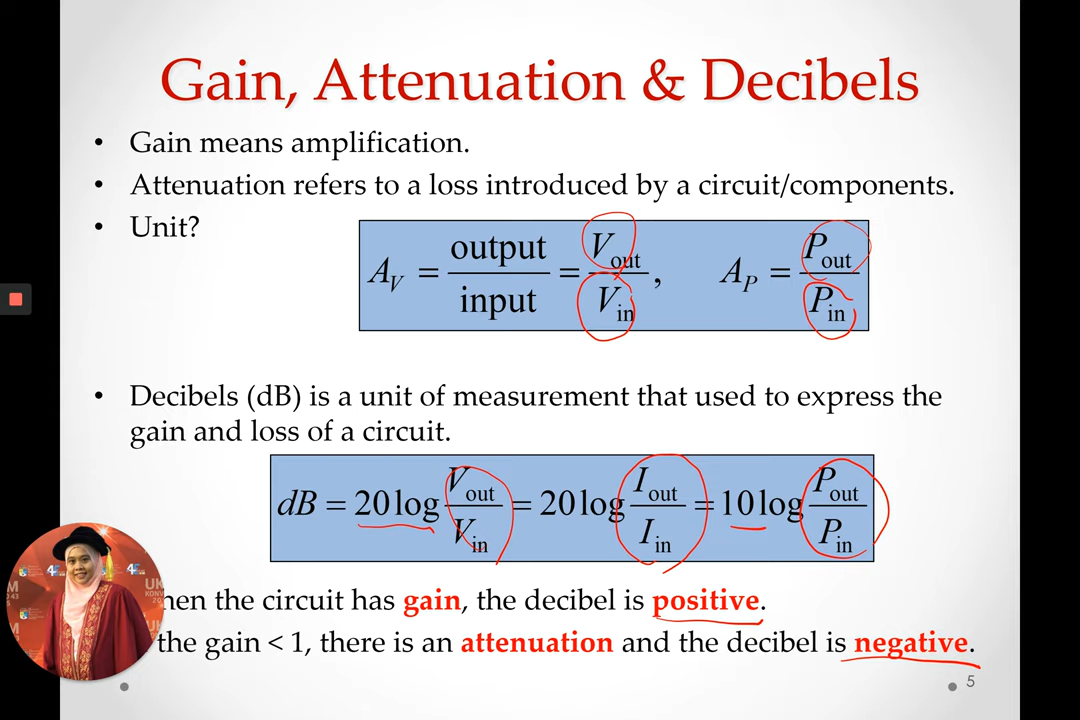 Gain, Attenuation & Decibels
• Gain means amplification.
• Attenuation refers to a loss introduced by a circuit/components.
• Unit?
A_V = output/input = V_out/V_in, A_P = P_out/P_in
• Decibels (dB) is a unit of measurement that used to express the
gain and loss of a circuit.
dB = 20 log V_out/V_in = 20 log I_out/I_in = 10 log P_out/P_in
hen the circuit has gain, the decibel is positive.
the gain < 1, there is an attenuation and the decibel is negative.
5